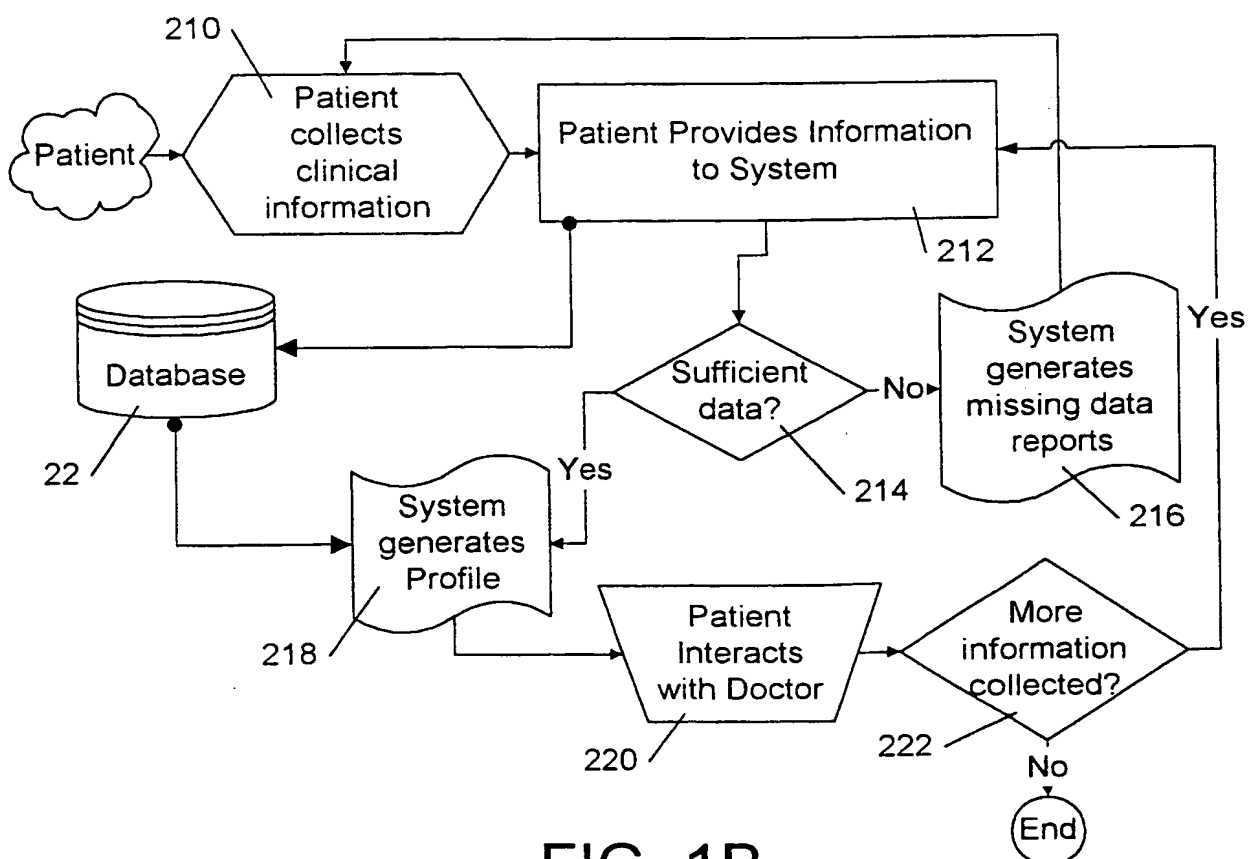 210
Patient
Patient
collects
clinical
information
Patient Provides Information
to System
212
Database
22
Sufficient
data?
214
No
Yes
System
generates
missing data
reports
216
Yes
System
generates
Profile
218
Patient
Interacts
with Doctor
220
More
information
collected?
222
No
End
FIG. 1B